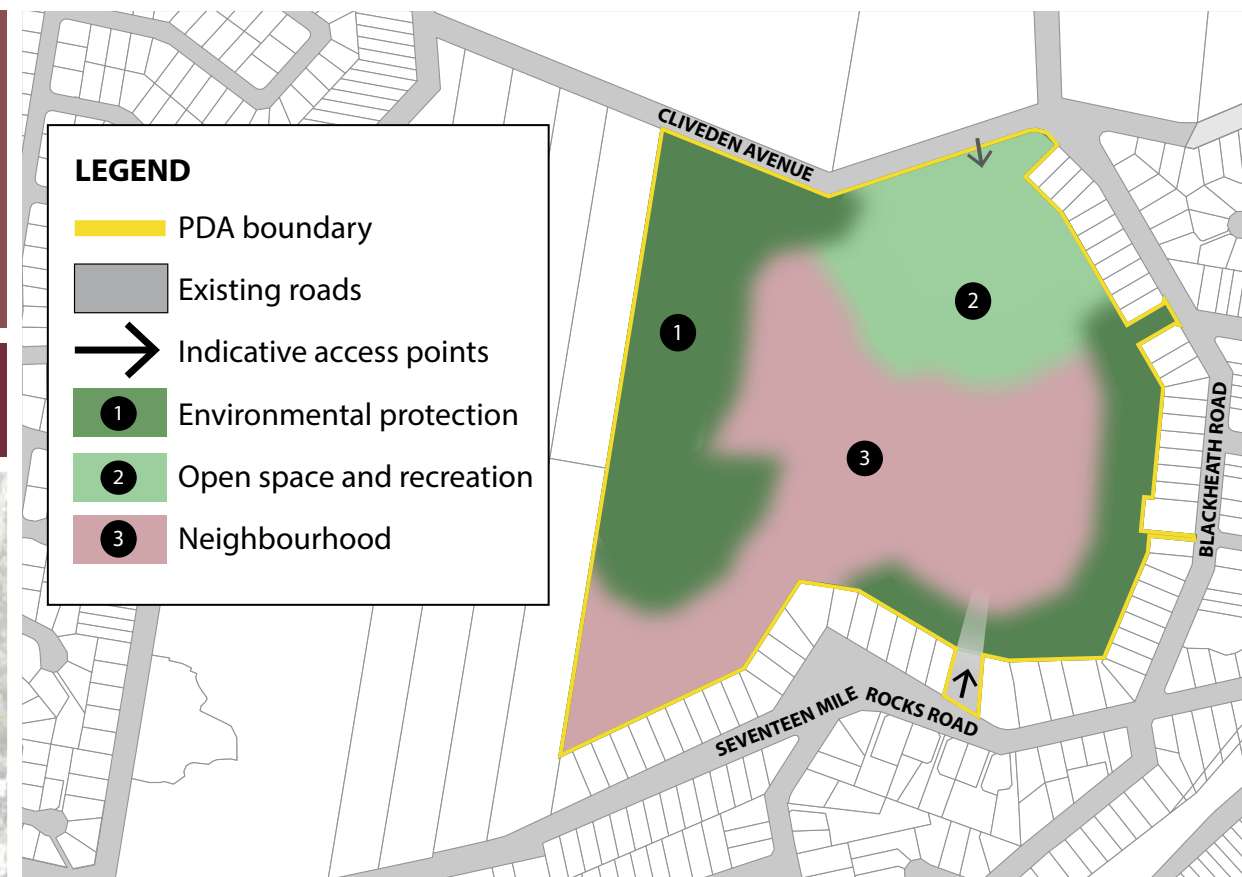 LEGEND
PDA boundary
Existing roads
Indicative access points
1 Environmental protection
2 Open space and recreation
3 Neighbourhood
CLIVEDEN AVENUE
1
2
3
BLACKHEATH ROAD
SEVENTEEN MILE ROCKS ROAD